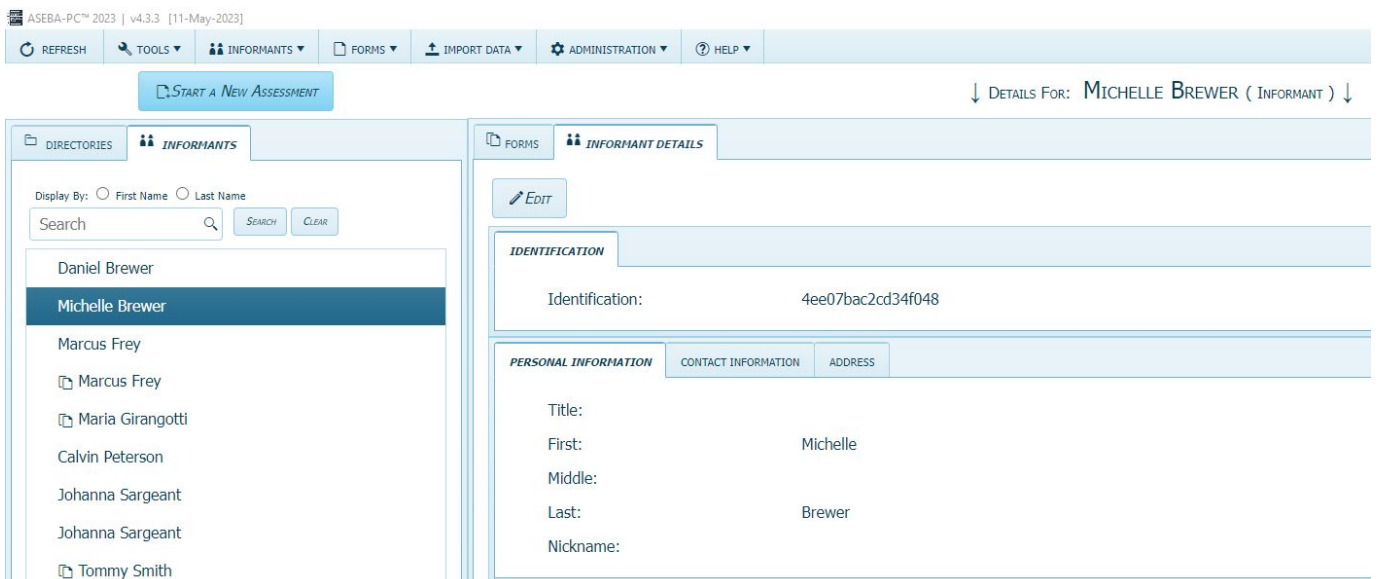 ASEBA-PC™ 2023 | v4.3.3 [11-May-2023]
REFRESH TOOLS ▼ INFORMANTS ▼ FORMS ▼ IMPORT DATA ▼ ADMINISTRATION ▼ HELP ▼
START A NEW ASSESSMENT
↓ DETAILS FOR: MICHELLE BREWER ( INFORMANT ) ↓
DIRECTORIES INFORMANTS
Display By: First Name Last Name
Search SEARCH CLEAR
Daniel Brewer
Michelle Brewer
Marcus Frey
Marcus Frey
Maria Girangotti
Calvin Peterson
Johanna Sargeant
Johanna Sargeant
Tommy Smith
FORMS INFORMANT DETAILS
EDIT
IDENTIFICATION
Identification: 4ee07bac2cd34f048
PERSONAL INFORMATION CONTACT INFORMATION ADDRESS
Title:
First: Michelle
Middle:
Last: Brewer
Nickname: